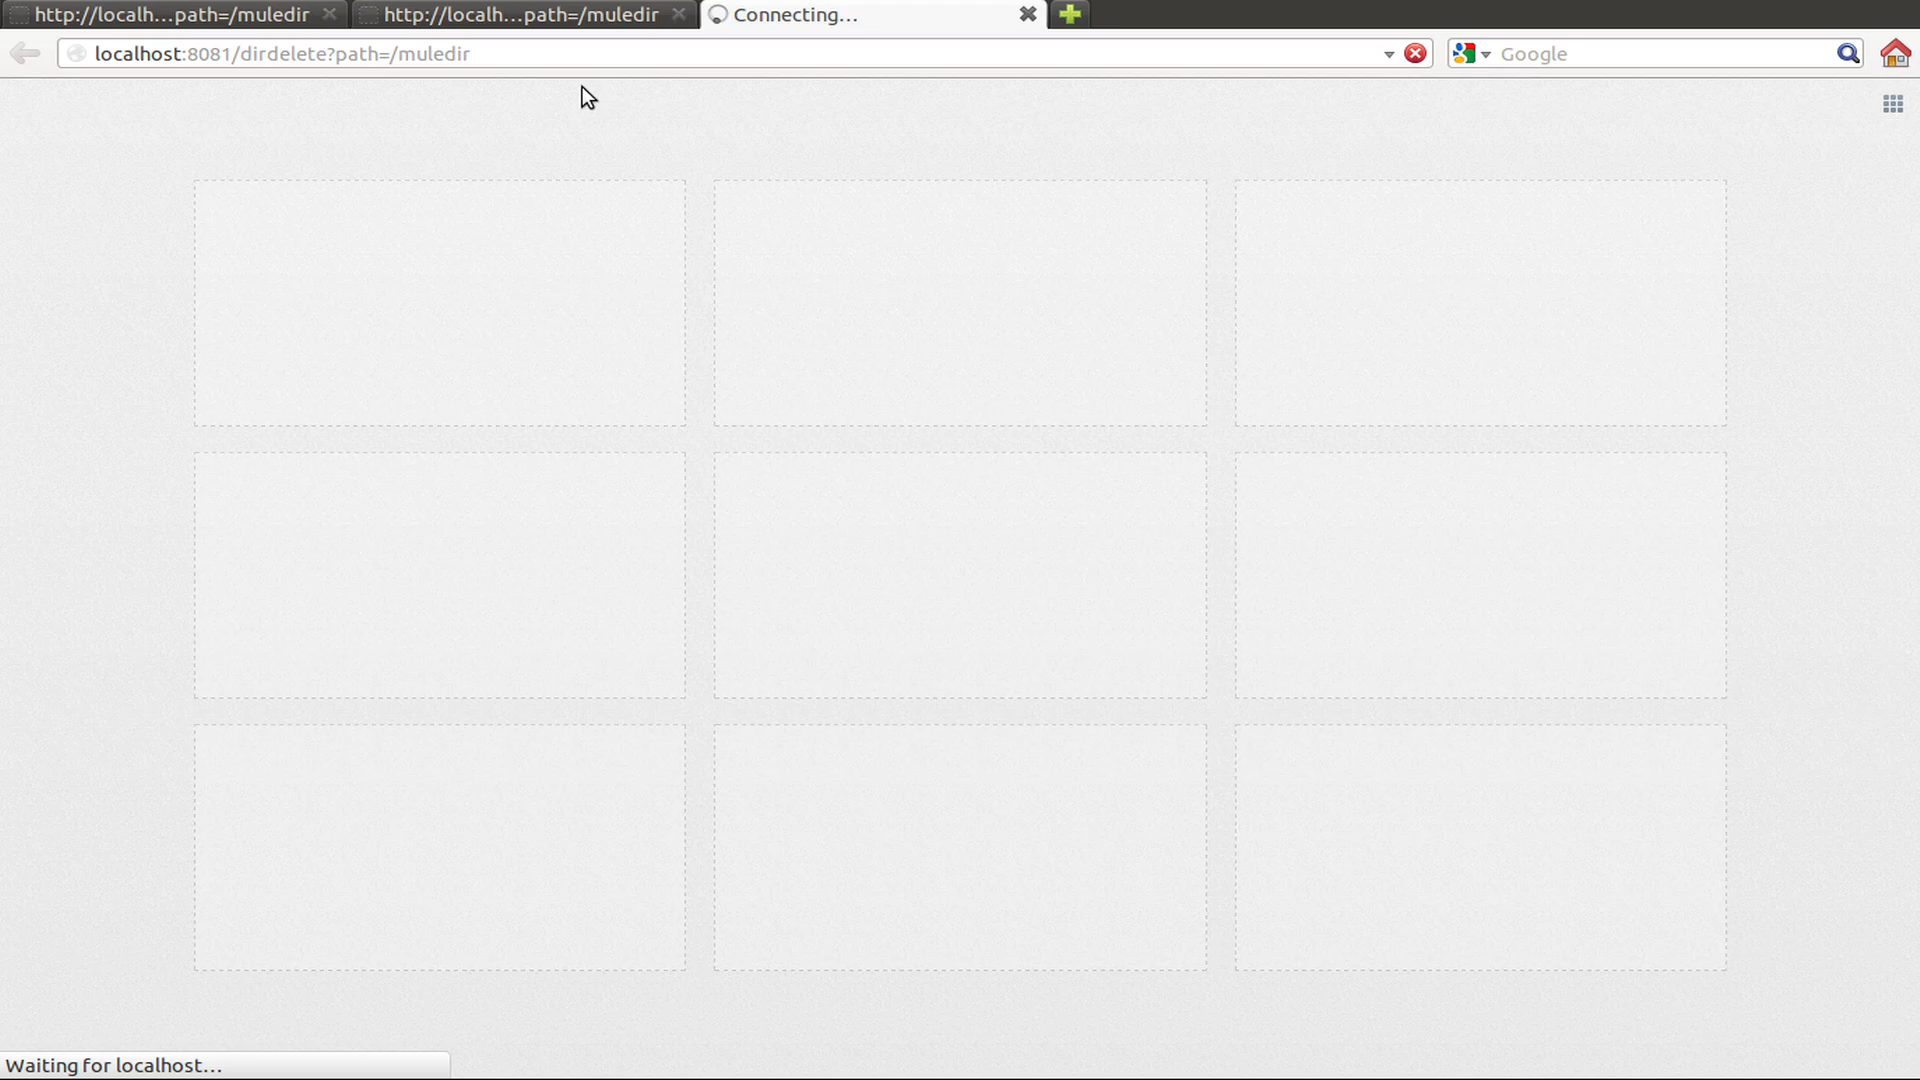 http://localh...path=/muledir
http://localh...path=/muledir
Connecting...
localhost:8081/dirdelete?path=/muledir
Google
Waiting for localhost...